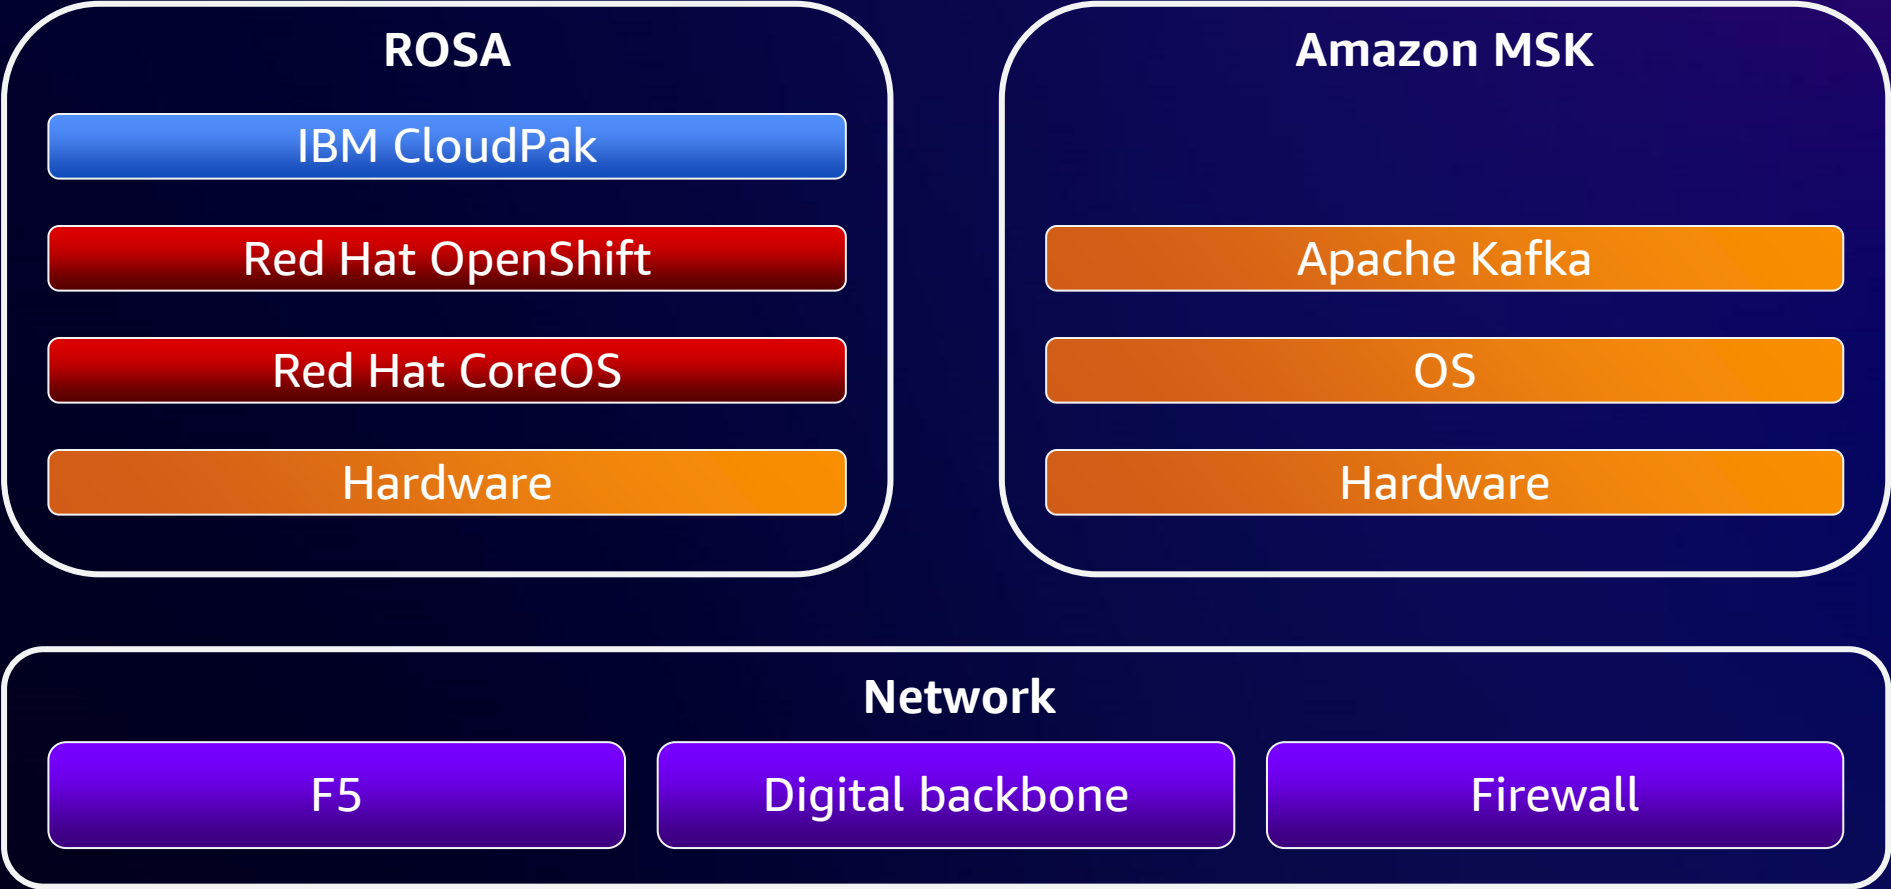 ROSA
IBM CloudPak
Red Hat OpenShift
Red Hat CoreOS
Hardware
Amazon MSK
Apache Kafka
OS
Hardware
Network
F5
Digital backbone
Firewall